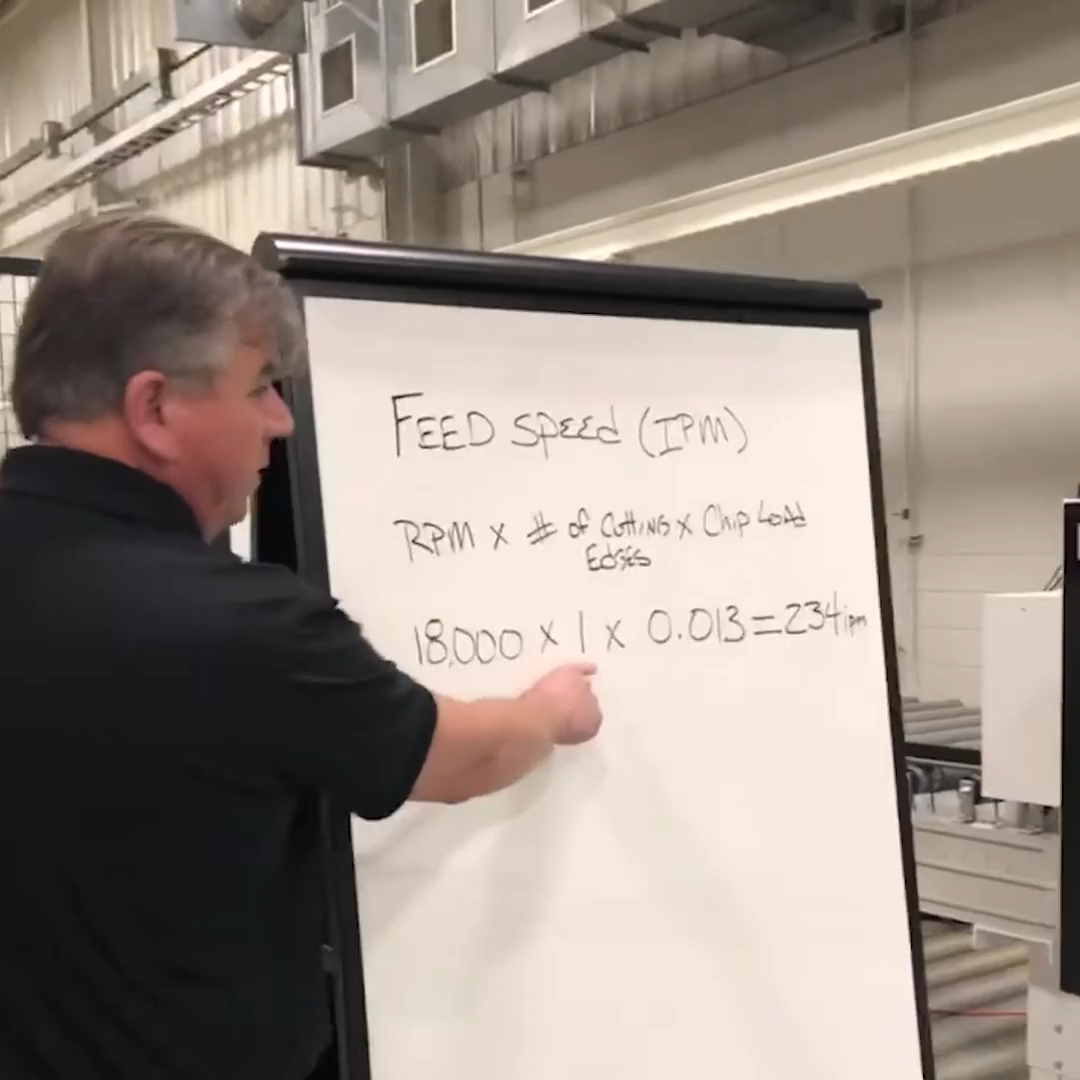 FEED SPEED (IPM)
RPM x # of Cutting x Chip Load
Edges
18,000 x 1 x 0.013=234ipm